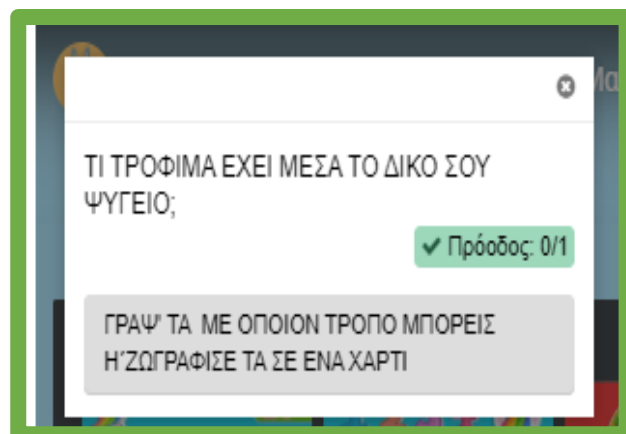 Μα
ΤΙ ΤΡΟΦΙΜΑ ΕΧΕΙ ΜΕΣΑ ΤΟ ΔΙΚΟ ΣΟΥ
ΨΥΓΕΙΟ;
✔ Πρόοδος: 0/1
ΓΡΑΨ' ΤΑ ΜΕ ΟΠΟΙΟΝ ΤΡΟΠΟ ΜΠΟΡΕΙΣ
Η΄ΖΩΓΡΑΦΙΣΕ ΤΑ ΣΕ ΕΝΑ ΧΑΡΤΙ